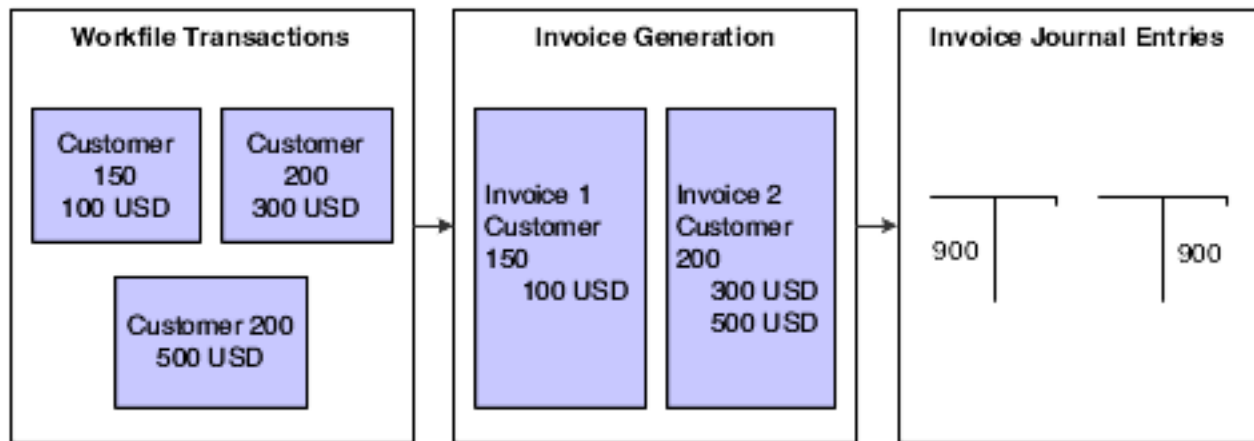 Workfile Transactions
Customer
150
100 USD
Customer
200
300 USD
Customer 200
500 USD
Invoice Generation
Invoice 1
Customer
150
100 USD
Invoice 2
Customer
200
300 USD
500 USD
Invoice Journal Entries
900
900